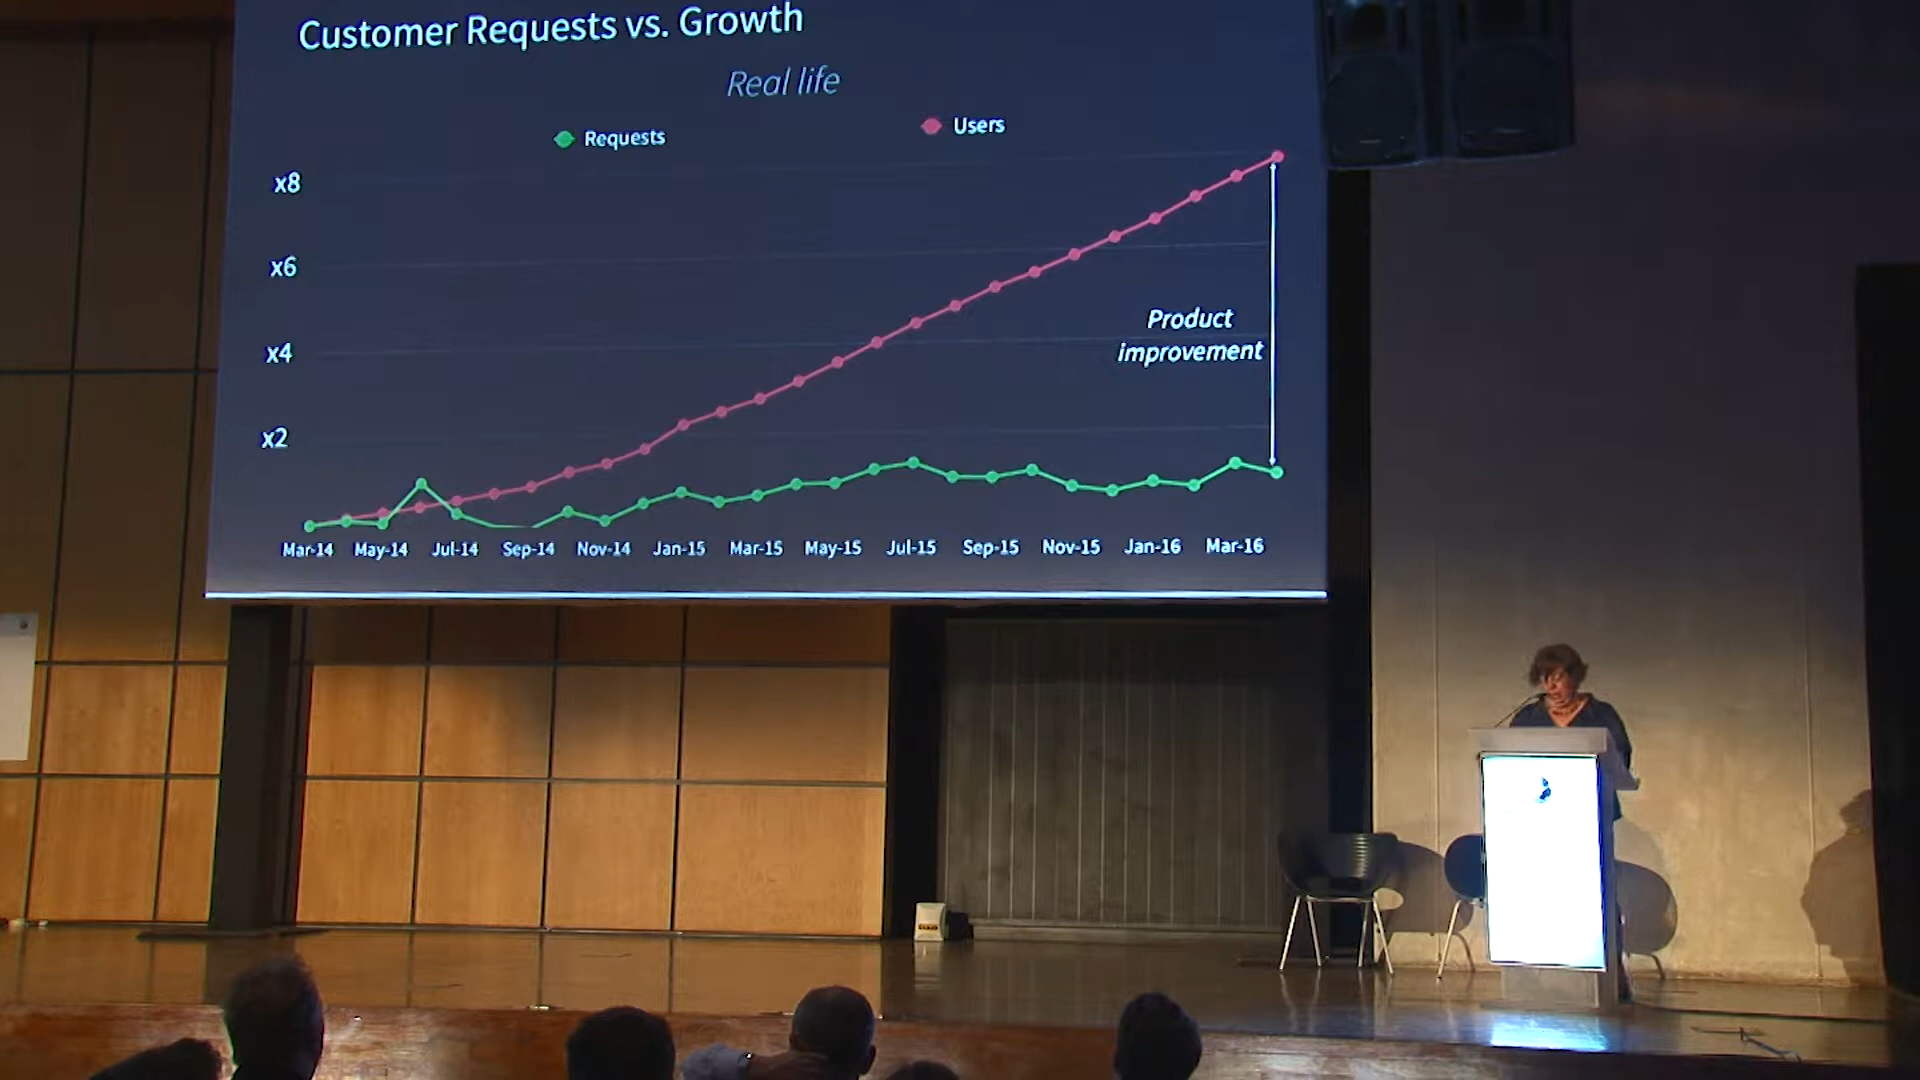 Customer Requests vs. Growth
Real life
Requests
Users
x8
x6
x4
x2
Product
improvement
Mar-14 May-14 Jul-14 Sep-14 Nov-14 Jan-15 Mar-15 May-15 Jul-15 Sep-15 Nov-15 Jan-16 Mar-16